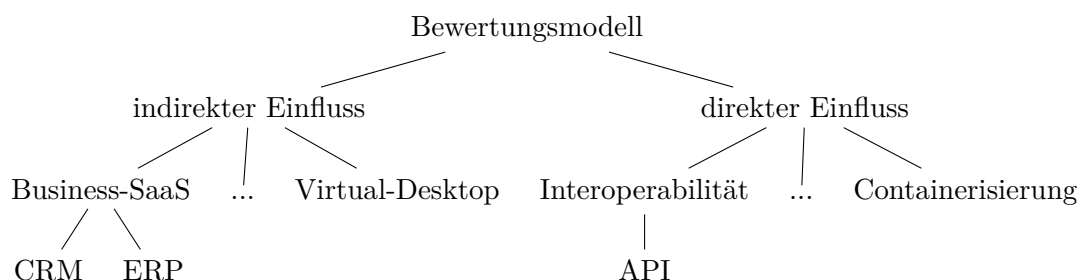 Bewertungsmodell
indirekter Einfluss direkter Einfluss
Business-SaaS ... Virtual-Desktop Interoperabilität ... Containerisierung
CRM ERP API